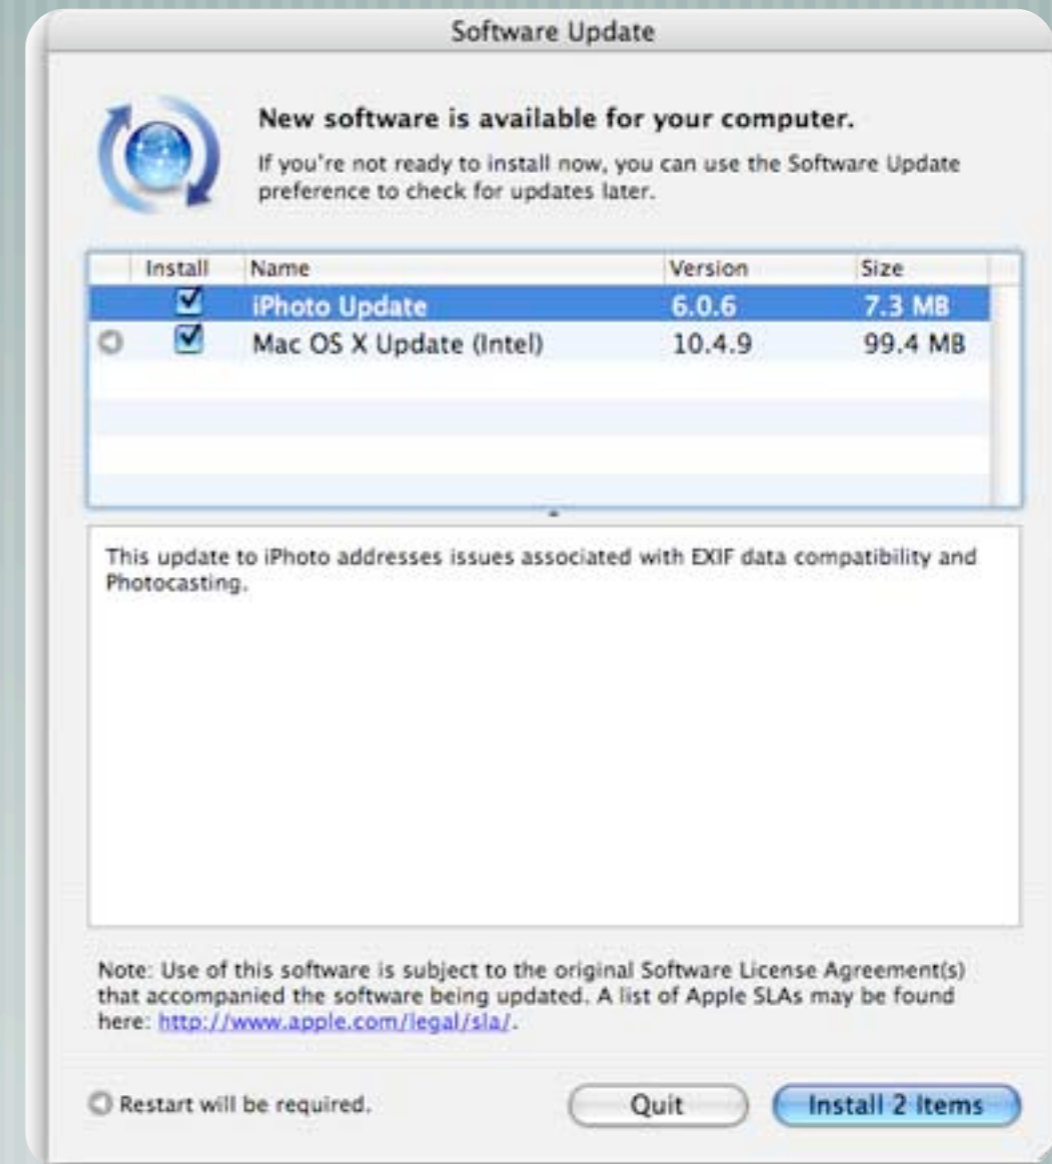 Software Update
New software is available for your computer.
If you're not ready to install now, you can use the Software Update
preference to check for updates later.
Install Name Version Size
iPhoto Update 6.0.6 7.3 MB
Mac OS X Update (Intel) 10.4.9 99.4 MB
This update to iPhoto addresses issues associated with EXIF data compatibility and
Photocasting.
Note: Use of this software is subject to the original Software License Agreement(s)
that accompanied the software being updated. A list of Apple SLAs may be found
here: http://www.apple.com/legal/sla/.
Restart will be required. Quit Install 2 Items